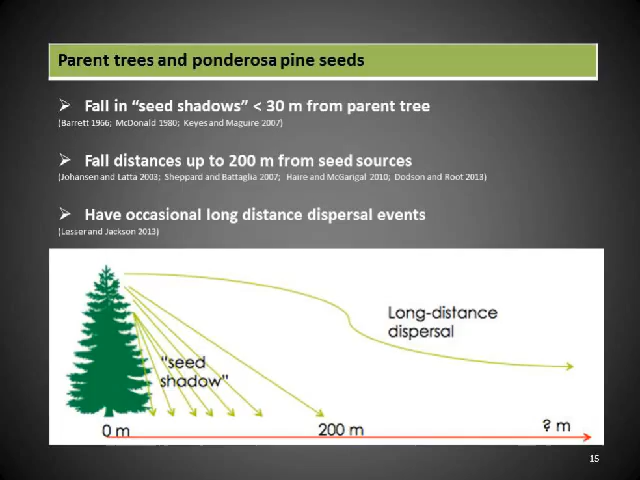 Parent trees and ponderosa pine seeds
➢ Fall in “seed shadows” < 30 m from parent tree
(Barrett 1966; McDonald 1980; Keyes and Maguire 2007)
➢ Fall distances up to 200 m from seed sources
(Johansen and Latta 2003; Sheppard and Battaglia 2007; Haire and McGarigal 2010; Dodson and Root 2013)
➢ Have occasional long distance dispersal events
(Lesser and Jackson 2013)
Long-distance
dispersal
"seed
shadow"
0 m
200 m
? m
15